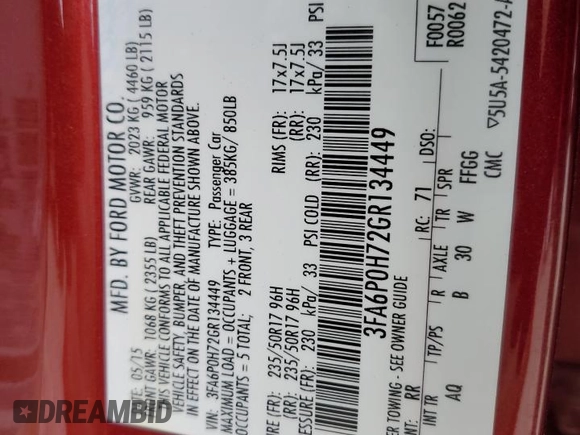 MFD. BY FORD MOTOR CO.
05/15 GVWR: 2023 KG ( 4460 LB)
GAWR: 1068 KG ( 2355 LB) REAR GAWR: 959 KG ( 2115 LB)
VEHICLE CONFORMS TO ALL APPLICABLE FEDERAL MOTOR
VEHICLE SAFETY, BUMPER, AND THEFT PREVENTION STANDARDS
IN EFFECT ON THE DATE OF MANUFACTURE SHOWN ABOVE.
VIN: 3FA6P0H72GR134449 TYPE: Passenger Car
MAXIMUM LOAD = OCCUPANTS + LUGGAGE = 385KG/ 850LB
OCCUPANTS = 5 TOTAL; 2 FRONT, 3 REAR
(FR): 235/50R17 96H RIMS (FR): 17x7.5J
(RR): 235/50R17 96H (RR): 17x7.5J
(FR): 230 kPa/ 33 PSI COLD (RR): 230 kPa/ 33 PSI
3FA6P0H72GR134449
TOWING - SEE OWNER GUIDE F0057
RR RC: 71 DSO: R0062
INT TR TP/PS R AXLE TR SPR
AQ B 30 W FFGG
CMC ▽5U5A-5420472-
DREAMBID